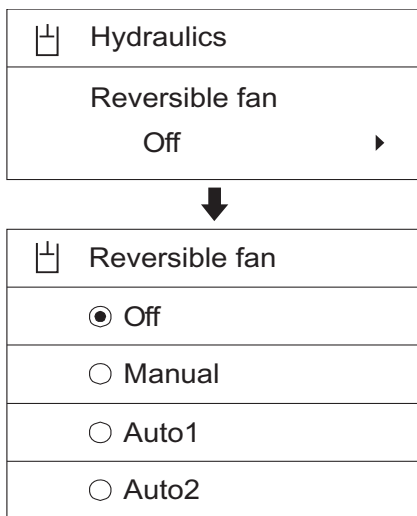 Hydraulics
Reversible fan
Off
Reversible fan
Off
Manual
Auto1
Auto2